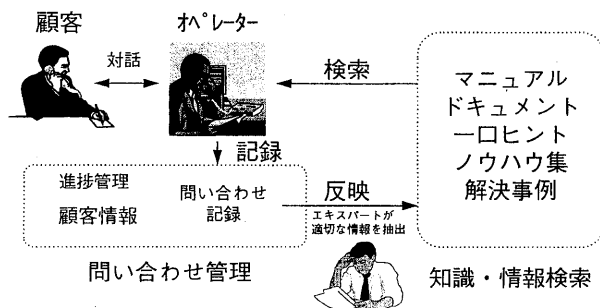 顧客
オペレーター
対話
検索
マニュアル
ドキュメント
一口ヒント
ノウハウ集
解決事例
記録
進捗管理
顧客情報
問い合わせ
記録
反映
エキスパートが
適切な情報を抽出
問い合わせ管理
知識・情報検索